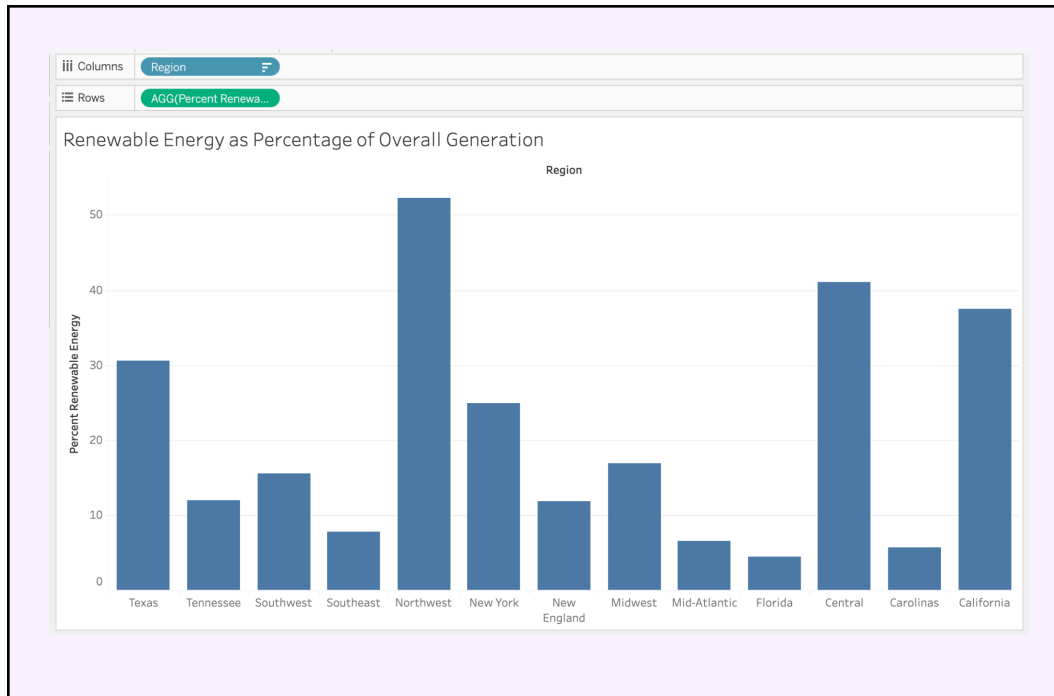 Columns
Region
Rows
AGG(Percent Renewa...
Renewable Energy as Percentage of Overall Generation
Region
Percent Renewable Energy
50
40
30
20
10
0
Texas
Tennessee
Southwest
Southeast
Northwest
New York
New
England
Midwest
Mid-Atlantic
Florida
Central
Carolinas
California